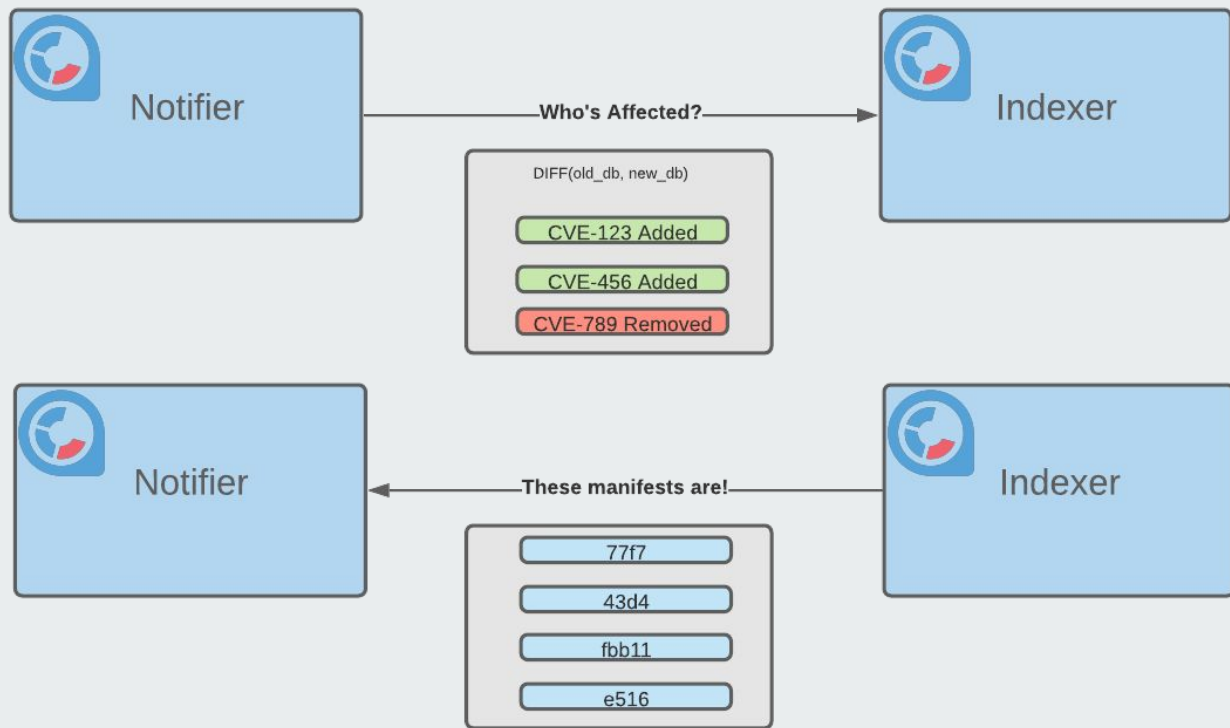 Notifier
Who's Affected?
Indexer
DIFF(old_db, new_db)
CVE-123 Added
CVE-456 Added
CVE-789 Removed
Notifier
These manifests are!
Indexer
77f7
43d4
fbb11
e516